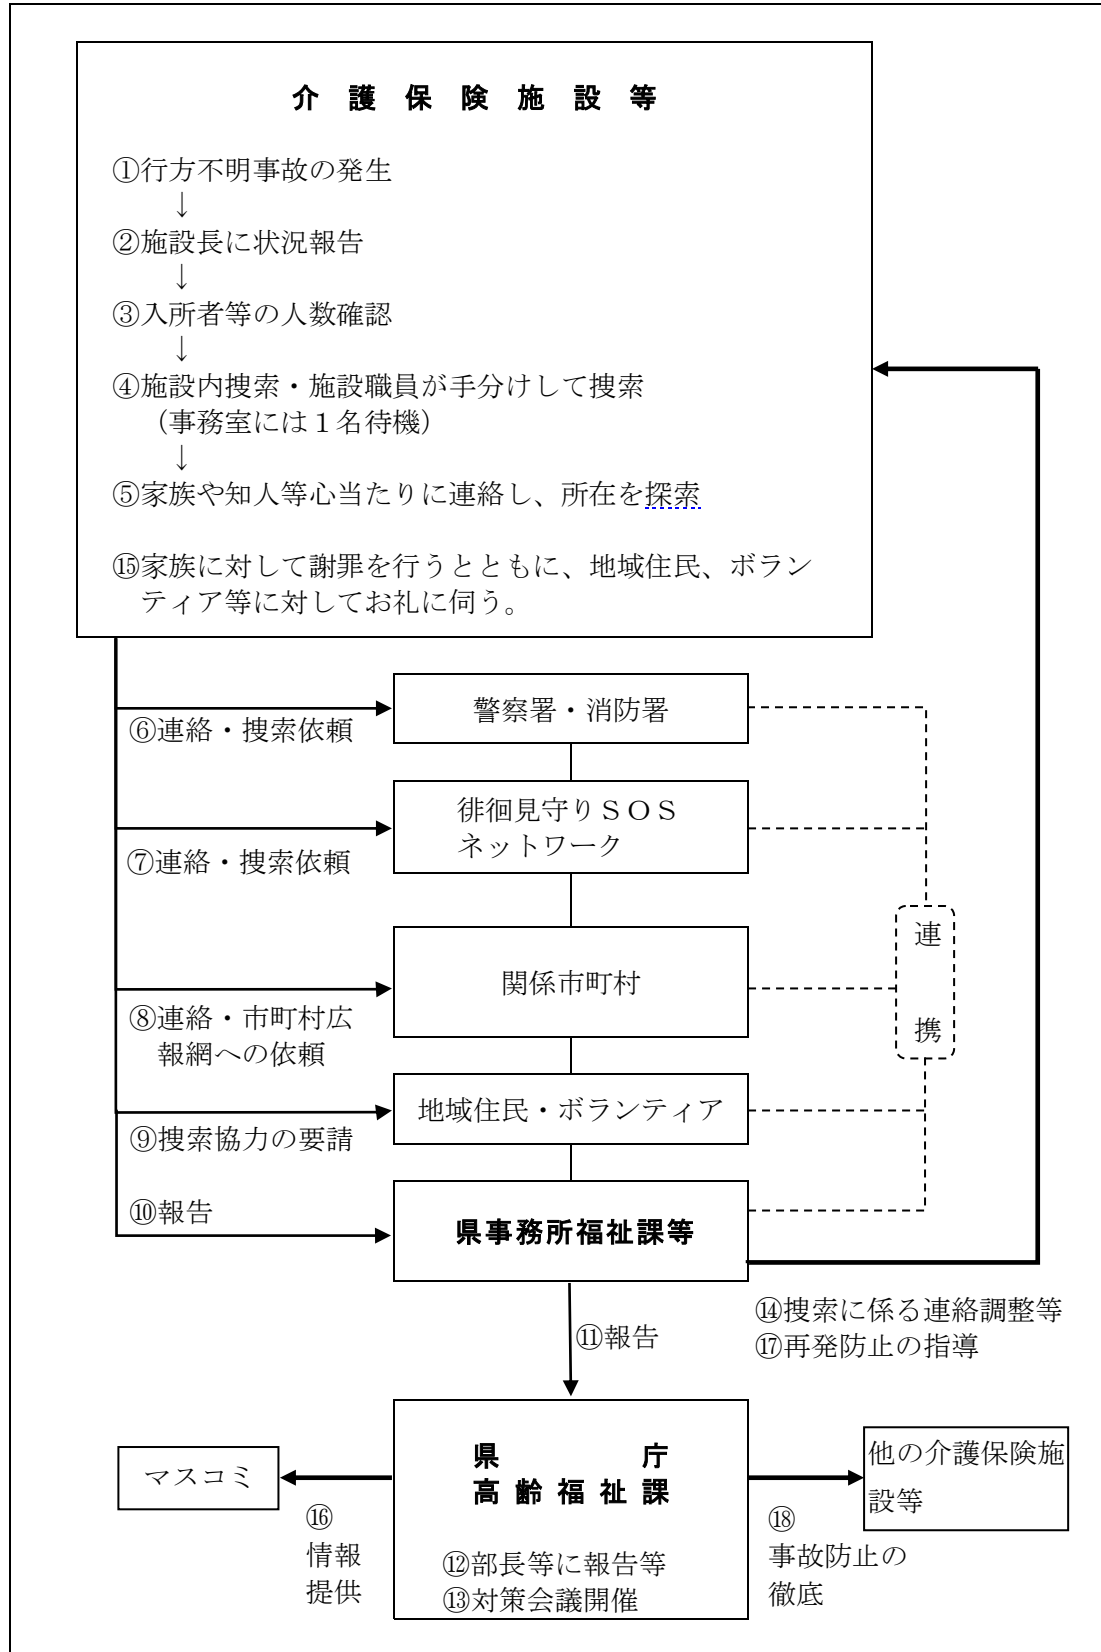 介護保険施設等
①行方不明事故の発生
↓
②施設長に状況報告
↓
③入所者等の人数確認
↓
④施設内捜索・施設職員が手分けして捜索
（事務室には１名待機）
↓
⑤家族や知人等心当たりに連絡し、所在を探索
⑮家族に対して謝罪を行うとともに、地域住民、ボラン
ティア等に対してお礼に伺う。
警察署・消防署
⑥連絡・捜索依頼
徘徊見守りＳＯＳ
ネットワーク
⑦連絡・捜索依頼
連
携
関係市町村
⑧連絡・市町村広
報網への依頼
地域住民・ボランティア
⑨捜索協力の要請
⑩報告
県事務所福祉課等
⑭捜索に係る連絡調整等
⑰再発防止の指導
⑪報告
県庁
高齢福祉課
⑫部長等に報告等
⑬対策会議開催
マスコミ
⑯
情報
提供
他の介護保険施
設等
⑱
事故防止の
徹底